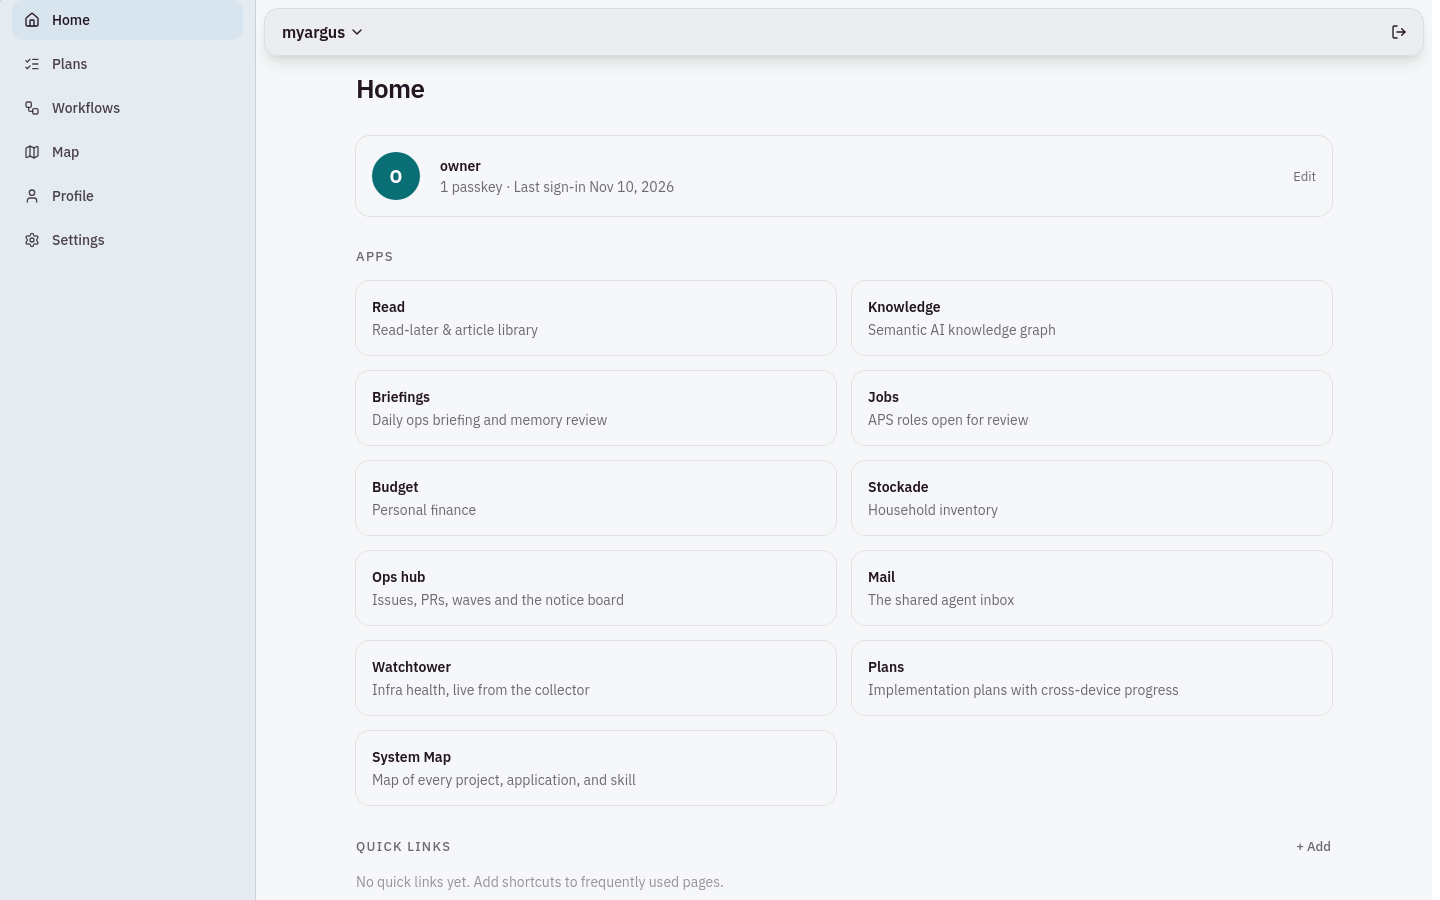 Home
Plans
Workflows
Map
Profile
Settings
myargus
Home
O
owner
1 passkey · Last sign-in Nov 10, 2026
Edit
APPS
Read
Read-later & article library
Knowledge
Semantic AI knowledge graph
Briefings
Daily ops briefing and memory review
Jobs
APS roles open for review
Budget
Personal finance
Stockade
Household inventory
Ops hub
Issues, PRs, waves and the notice board
Mail
The shared agent inbox
Watchtower
Infra health, live from the collector
Plans
Implementation plans with cross-device progress
System Map
Map of every project, application, and skill
QUICK LINKS
+ Add
No quick links yet. Add shortcuts to frequently used pages.